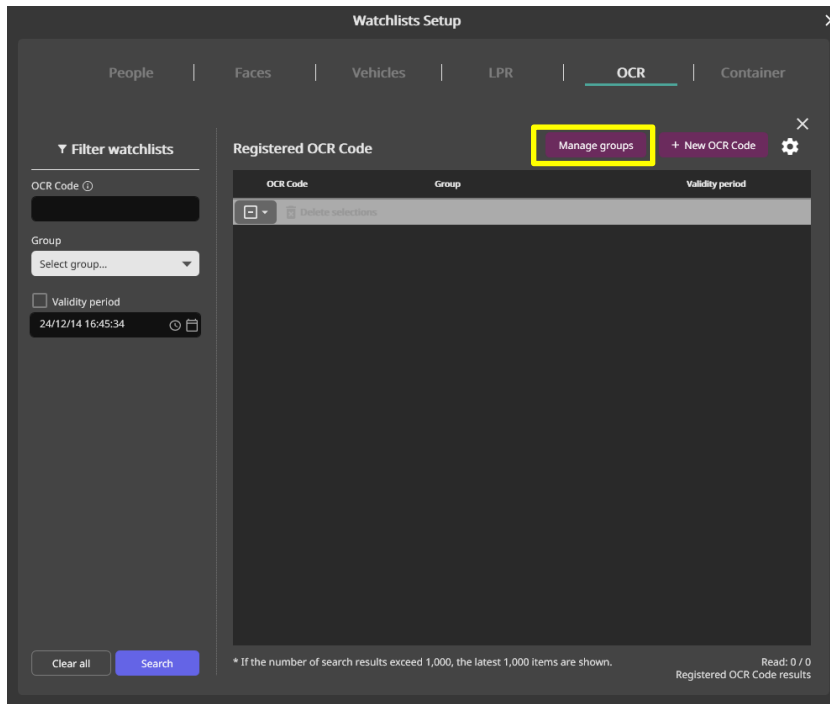 Watchlists Setup
People
Faces
Vehicles
LPR
OCR
Container
Filter watchlists
Registered OCR Code
Manage groups
+ New OCR Code
OCR Code
OCR Code
Group
Validity period
Delete selections
Group
Select group...
Validity period
24/12/14 16:45:34
Clear all
Search
* If the number of search results exceed 1,000, the latest 1,000 items are shown.
Read: 0 / 0
Registered OCR Code results